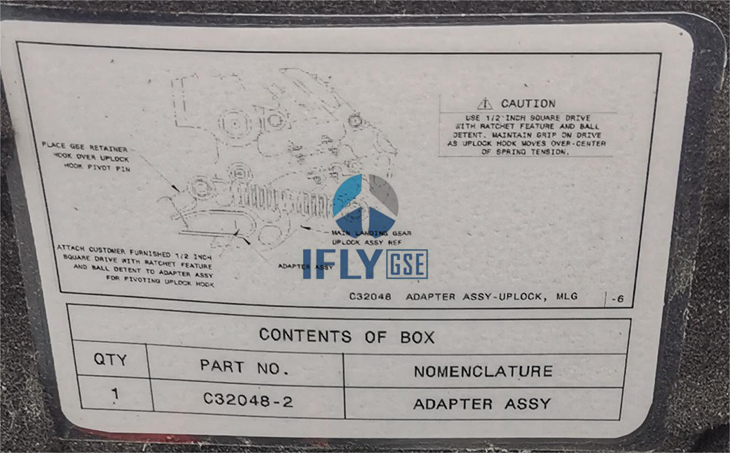 ⚠ CAUTION
USE 1/2 INCH SQUARE DRIVE
WITH RATCHET FEATURE AND BALL
DETENT. MAINTAIN GRIP ON DRIVE
AS UPLOCK HOOK MOVES OVER-CENTER
OF SPRING TENSION.
PLACE GSE RETAINER
HOOK OVER UPLOCK
HOOK PIVOT PIN
MAIN LANDING GEAR
UPLOCK ASSY REF
ATTACH CUSTOMER FURNISHED 1/2 INCH
SQUARE DRIVE WITH RATCHET FEATURE
AND BALL DETENT TO ADAPTER ASSY
FOR PIVOTING UPLOCK HOOK
ADAPTER ASSY
IFLY GSE
C32048 ADAPTER ASSY-UPLOCK, MLG -6
CONTENTS OF BOX
QTY PART NO. NOMENCLATURE
1 C32048-2 ADAPTER ASSY